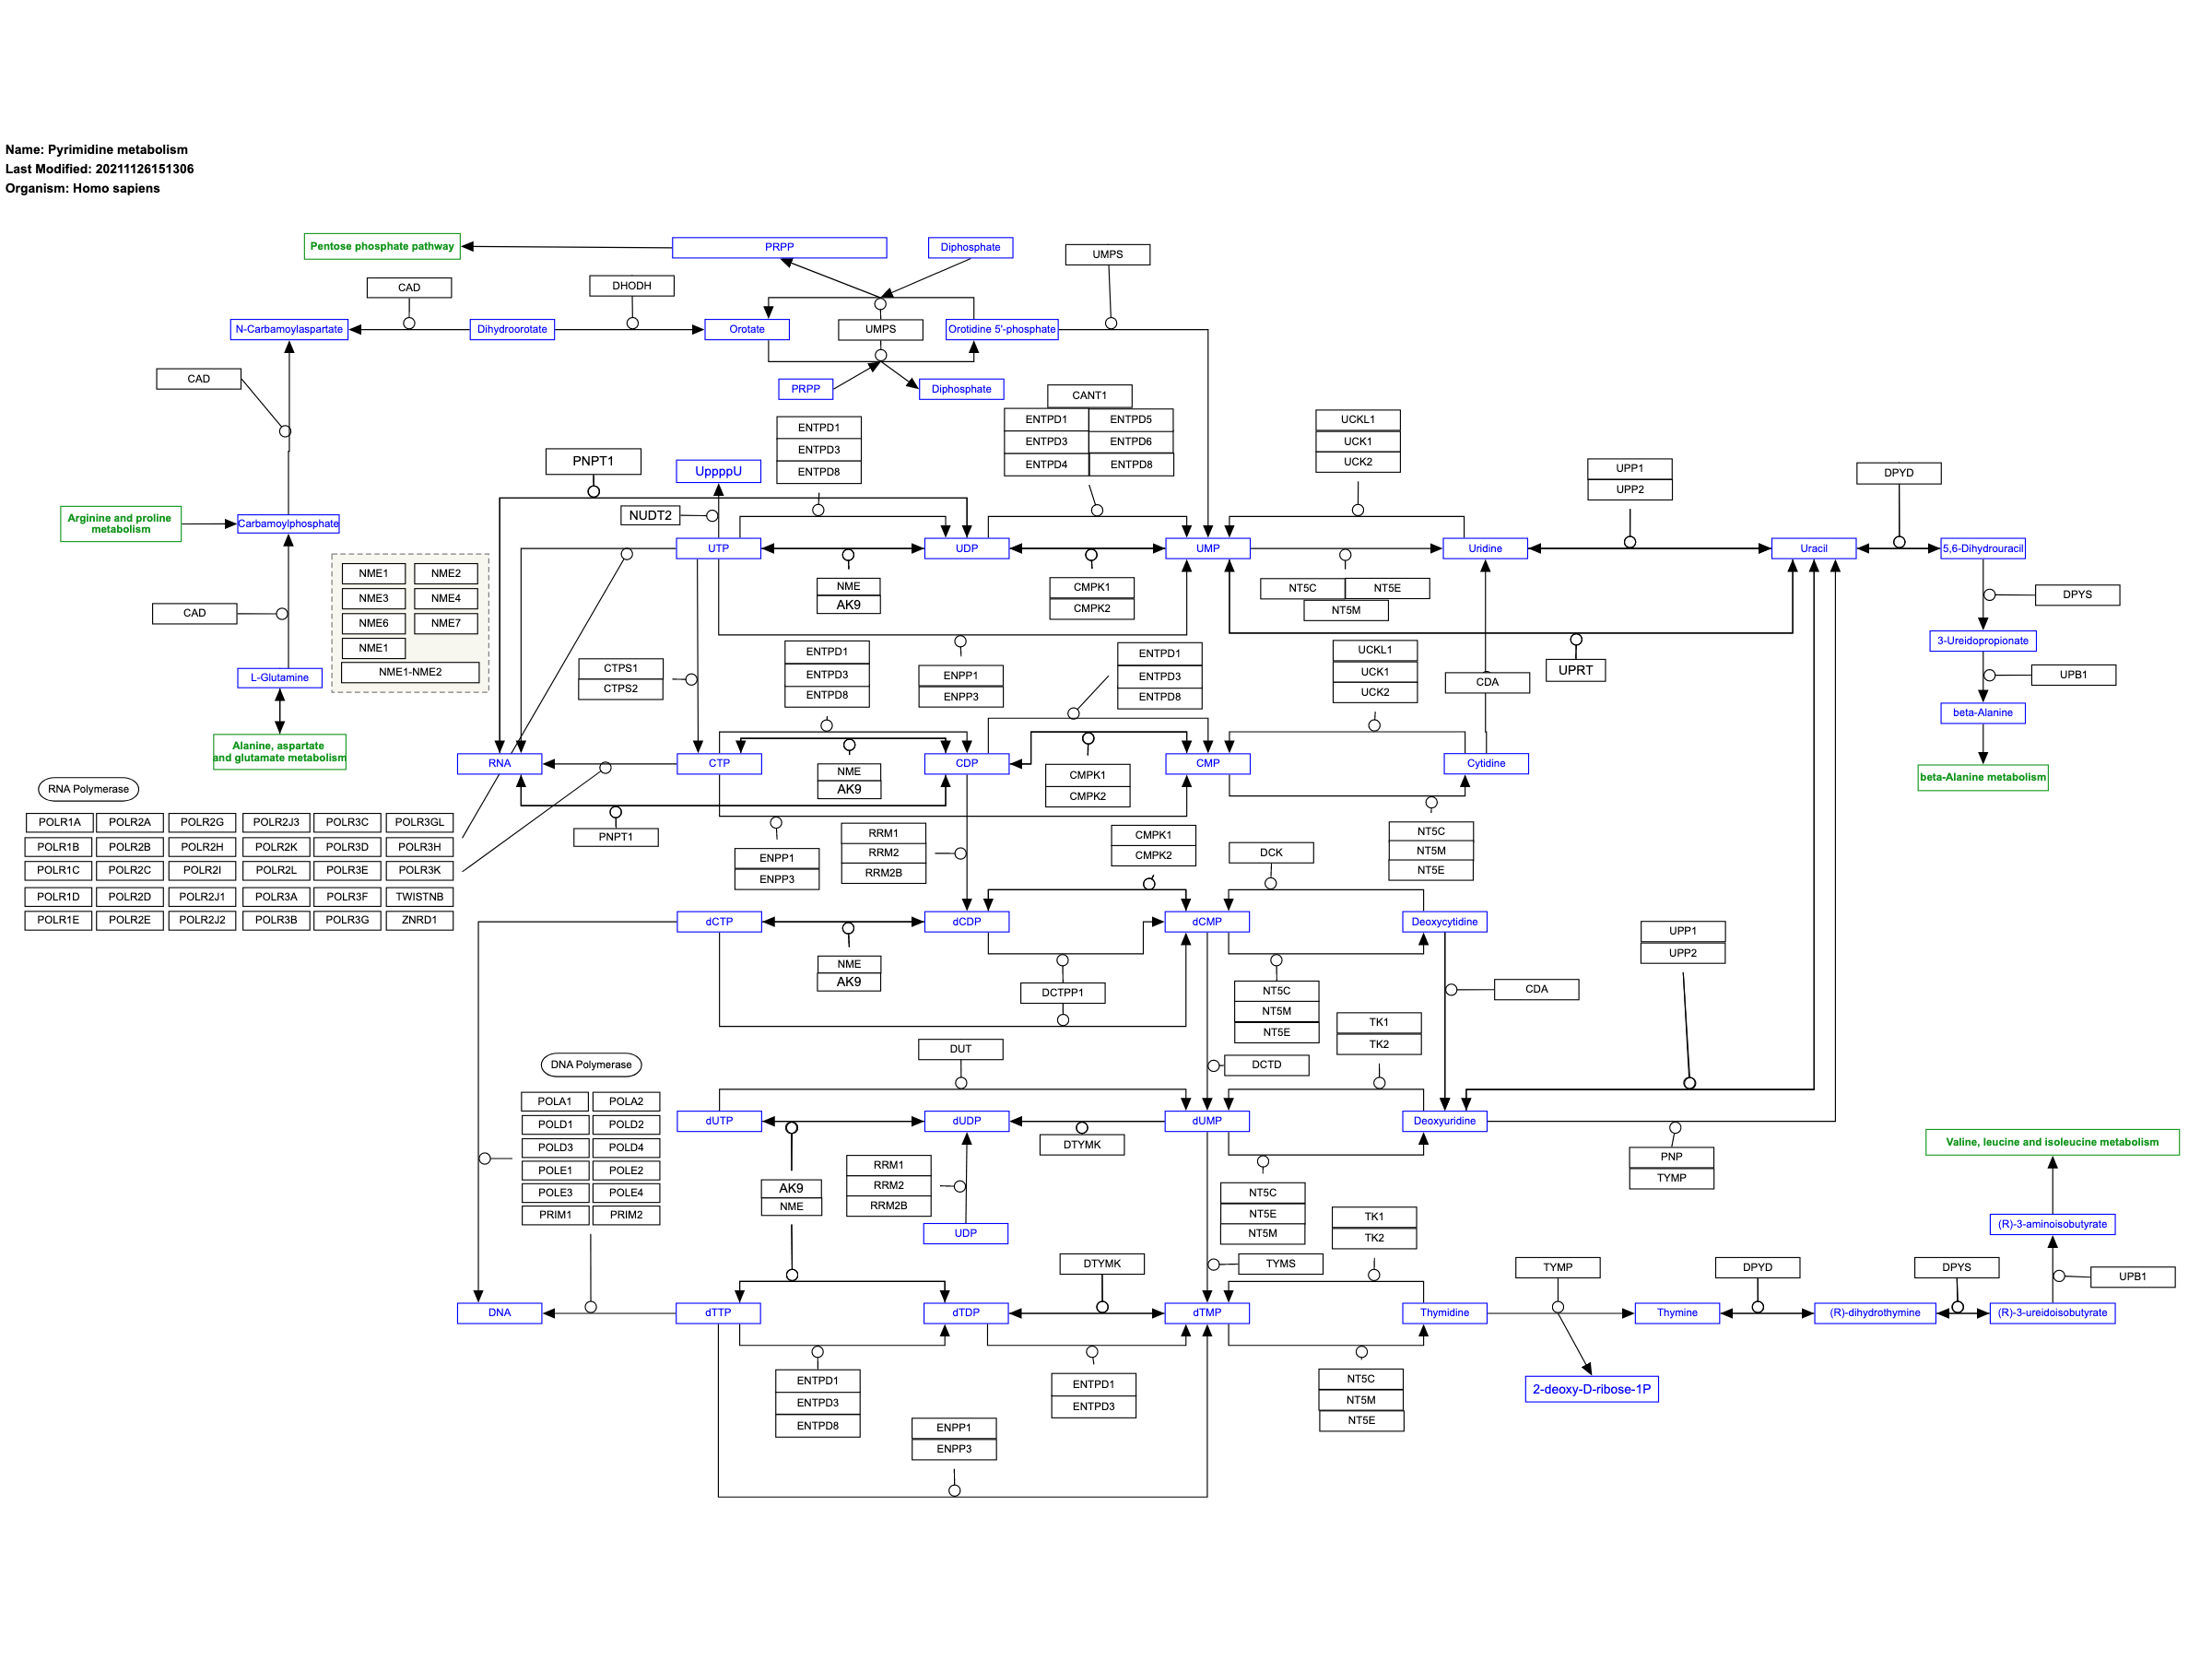 Name: Pyrimidine metabolism
Last Modified: 20211126151306
Organism: Homo sapiens
Pentose phosphate pathway
PRPP
Diphosphate
UMPS
CAD
DHODH
N-Carbamoylaspartate
Dihydroorotate
Orotate
UMPS
Orotidine 5'-phosphate
CAD
PRPP
Diphosphate
CANT1
ENTPD1
ENTPD5
ENTPD3
ENTPD6
ENTPD4
ENTPD8
ENTPD1
ENTPD3
ENTPD8
UCKL1
UCK1
UCK2
PNPT1
UppppU
UPP1
UPP2
DPYD
NUDT2
Arginine and proline
metabolism
Carbamoylphosphate
UTP
UDP
UMP
Uridine
Uracil
5,6-Dihydrouracil
NME1
NME2
NME3
NME4
NME6
NME7
NME1
NME1-NME2
NME
AK9
CMPK1
CMPK2
NT5C
NT5E
NT5M
DPYS
CAD
3-Ureidopropionate
L-Glutamine
CTPS1
CTPS2
ENTPD1
ENTPD3
ENTPD8
ENPP1
ENPP3
ENTPD1
ENTPD3
ENTPD8
UCKL1
UCK1
UCK2
CDA
UPRT
UPB1
beta-Alanine
Alanine, aspartate
and glutamate metabolism
RNA
CTP
CDP
CMP
Cytidine
beta-Alanine metabolism
NME
AK9
CMPK1
CMPK2
RNA Polymerase
POLR1A
POLR2A
POLR2G
POLR2J3
POLR3C
POLR3GL
POLR1B
POLR2B
POLR2H
POLR2K
POLR3D
POLR3H
POLR1C
POLR2C
POLR2I
POLR2L
POLR3E
POLR3K
POLR1D
POLR2D
POLR2J1
POLR3A
POLR3F
TWISTNB
POLR1E
POLR2E
POLR2J2
POLR3B
POLR3G
ZNRD1
PNPT1
ENPP1
ENPP3
RRM1
RRM2
RRM2B
CMPK1
CMPK2
DCK
NT5C
NT5M
NT5E
dCTP
dCDP
dCMP
Deoxycytidine
UPP1
UPP2
NME
AK9
DCTPP1
NT5C
NT5M
NT5E
CDA
TK1
TK2
DUT
DCTD
DNA Polymerase
POLA1
POLA2
POLD1
POLD2
POLD3
POLD4
POLE1
POLE2
POLE3
POLE4
PRIM1
PRIM2
dUTP
dUDP
dUMP
Deoxyuridine
DTYMK
PNP
TYMP
Valine, leucine and isoleucine metabolism
AK9
NME
RRM1
RRM2
RRM2B
UDP
NT5C
NT5E
NT5M
TK1
TK2
(R)-3-aminoisobutyrate
DTYMK
TYMS
TYMP
DPYD
DPYS
UPB1
DNA
dTTP
dTDP
dTMP
Thymidine
Thymine
(R)-dihydrothymine
(R)-3-ureidoisobutyrate
ENTPD1
ENTPD3
ENTPD8
ENTPD1
ENTPD3
NT5C
NT5M
NT5E
2-deoxy-D-ribose-1P
ENPP1
ENPP3